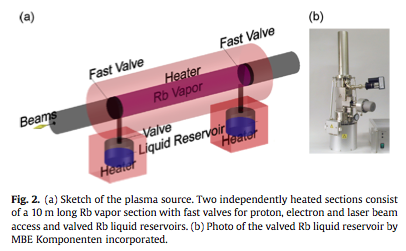 (a)
(b)
Fast Valve
Fast Valve
Heater
Rb Vapor
Beams
Valve
Liquid Reservoir
Heater
Heater
Fig. 2. (a) Sketch of the plasma source. Two independently heated sections consist
of a 10 m long Rb vapor section with fast valves for proton, electron and laser beam
access and valved Rb liquid reservoirs. (b) Photo of the valved Rb liquid reservoir by
MBE Komponenten incorporated.